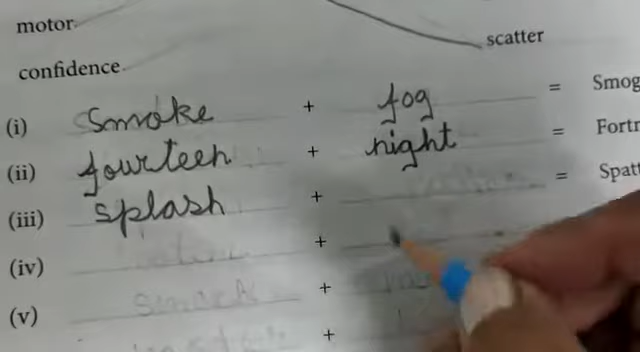 motor
scatter
confidence
(i) Smoke + fog = Smog
(ii) fourteen + night = Fortn
(iii) splash + = Spatt
(iv) +
(v) +
+